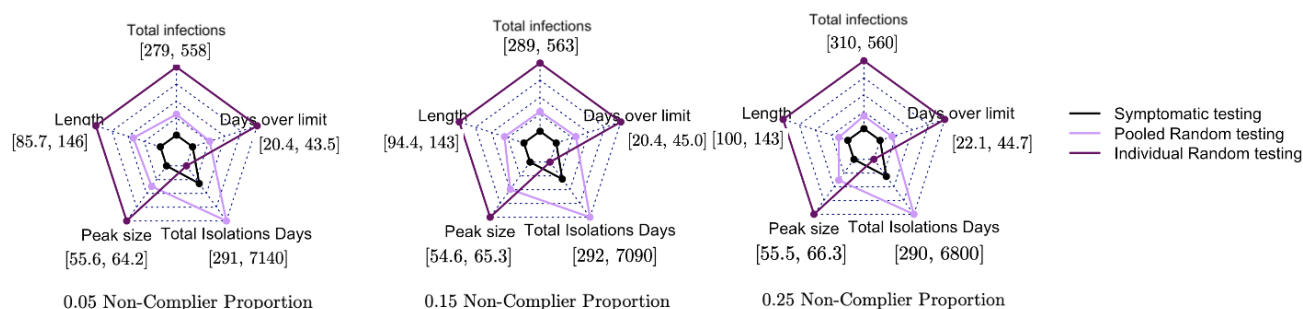 Total infections
[279, 558]
Length
[85.7, 146]
Days over limit
[20.4, 43.5]
Peak size
[55.6, 64.2]
Total Isolations Days
[291, 7140]
0.05 Non-Complier Proportion
Total infections
[289, 563]
Length
[94.4, 143]
Days over limit
[20.4, 45.0]
Peak size
[54.6, 65.3]
Total Isolations Days
[292, 7090]
0.15 Non-Complier Proportion
Total infections
[310, 560]
Length
[100, 143]
Days over limit
[22.1, 44.7]
Peak size
[55.5, 66.3]
Total Isolations Days
[290, 6800]
0.25 Non-Complier Proportion
Symptomatic testing
Pooled Random testing
Individual Random testing